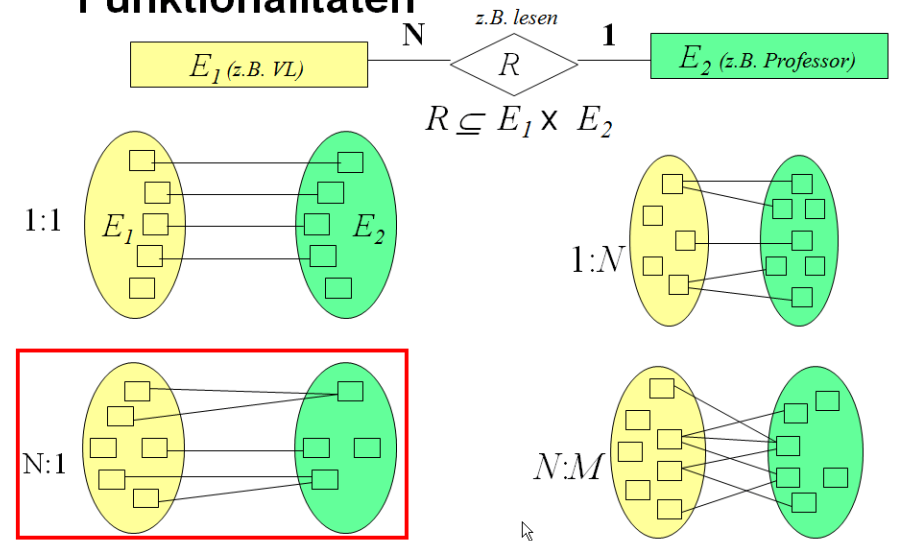 Funktionalitäten
z.B. lesen
N
1
E1 (z.B. VL)
R
E2 (z.B. Professor)
R ⊆ E1 x E2
1:1
E1
E2
1:N
N:1
N:M